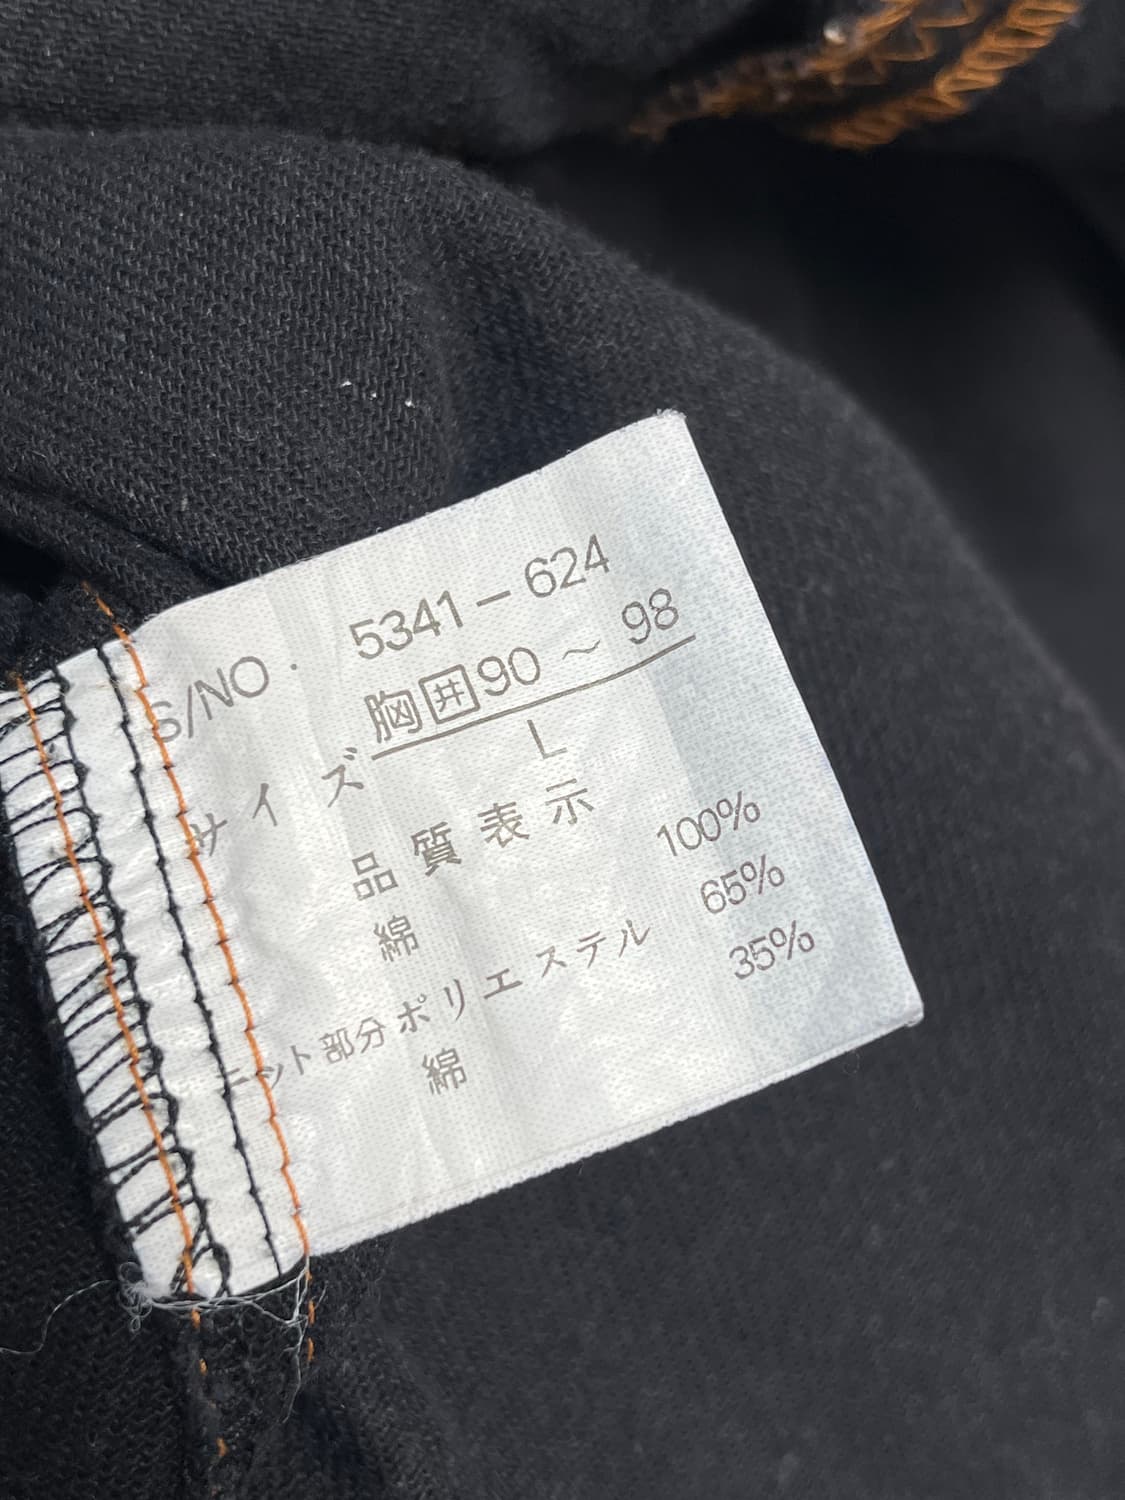 S/NO. 5341-624
サイズ 胸囲90～98
L
品質表示
綿 100%
ニット部分ポリエステル 65%
綿 35%